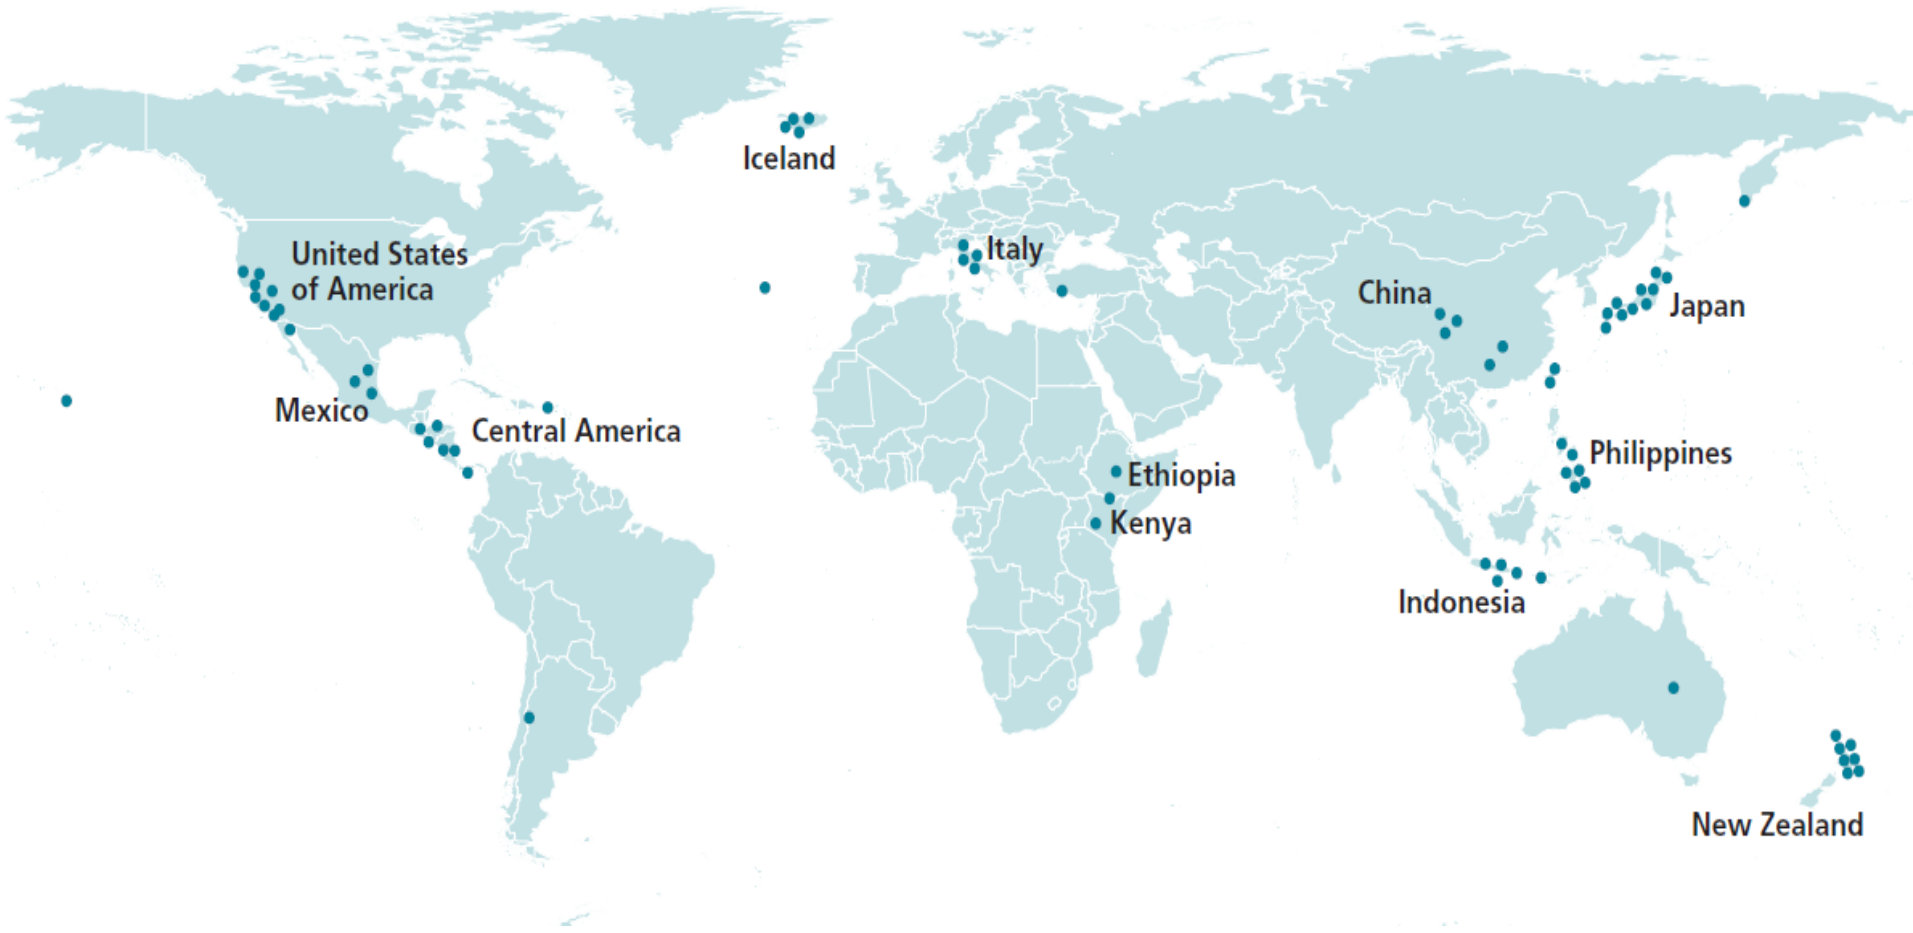 Iceland
United States
of America
Italy
China
Japan
Mexico
Central America
Philippines
Ethiopia
Kenya
Indonesia
New Zealand